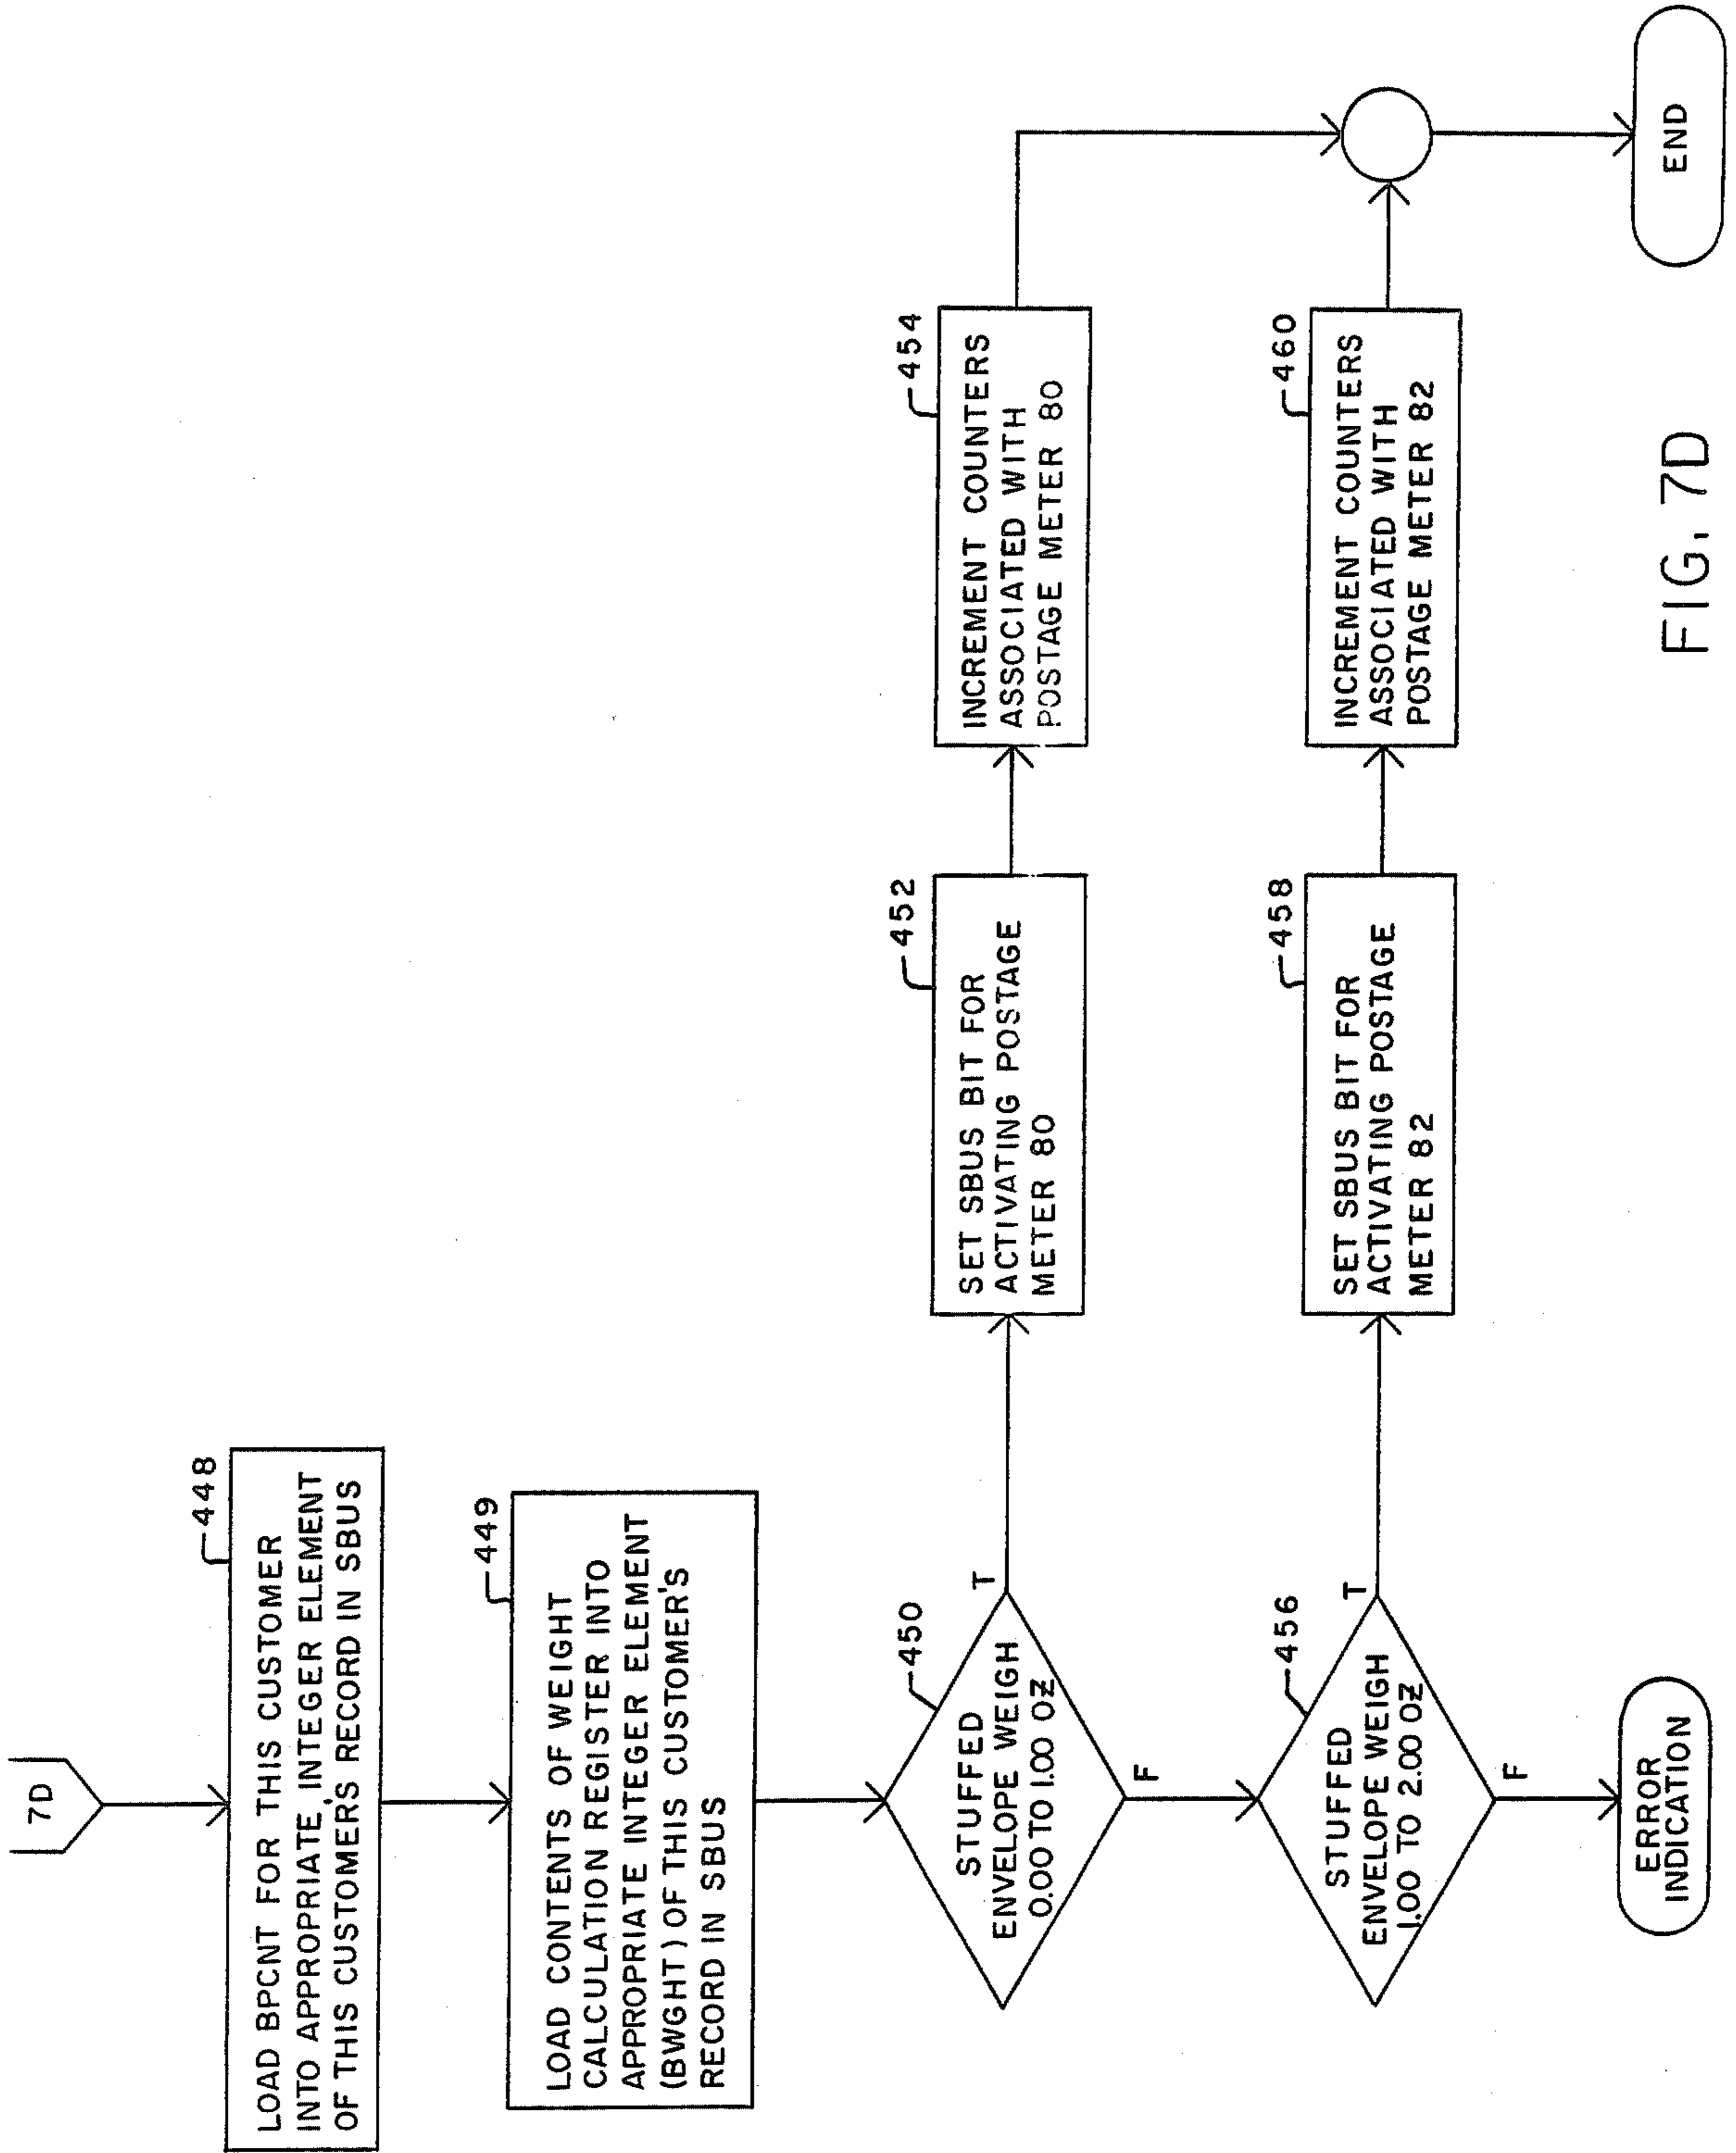 7D
448
LOAD BPCNT FOR THIS CUSTOMER
INTO APPROPRIATE INTEGER ELEMENT
OF THIS CUSTOMER'S RECORD IN SBUS
449
LOAD CONTENTS OF WEIGHT
CALCULATION REGISTER INTO
APPROPRIATE INTEGER ELEMENT
(BWGHT) OF THIS CUSTOMER'S
RECORD IN SBUS
450
STUFFED
ENVELOPE WEIGH
0.00 TO 1.00 OZ
T
F
452
SET SBUS BIT FOR
ACTIVATING POSTAGE
METER 80
454
INCREMENT COUNTERS
ASSOCIATED WITH
POSTAGE METER 80
456
STUFFED
ENVELOPE WEIGH
1.00 TO 2.00 OZ
T
F
458
SET SBUS BIT FOR
ACTIVATING POSTAGE
METER 82
460
INCREMENT COUNTERS
ASSOCIATED WITH
POSTAGE METER 82
ERROR
INDICATION
END
FIG. 7D